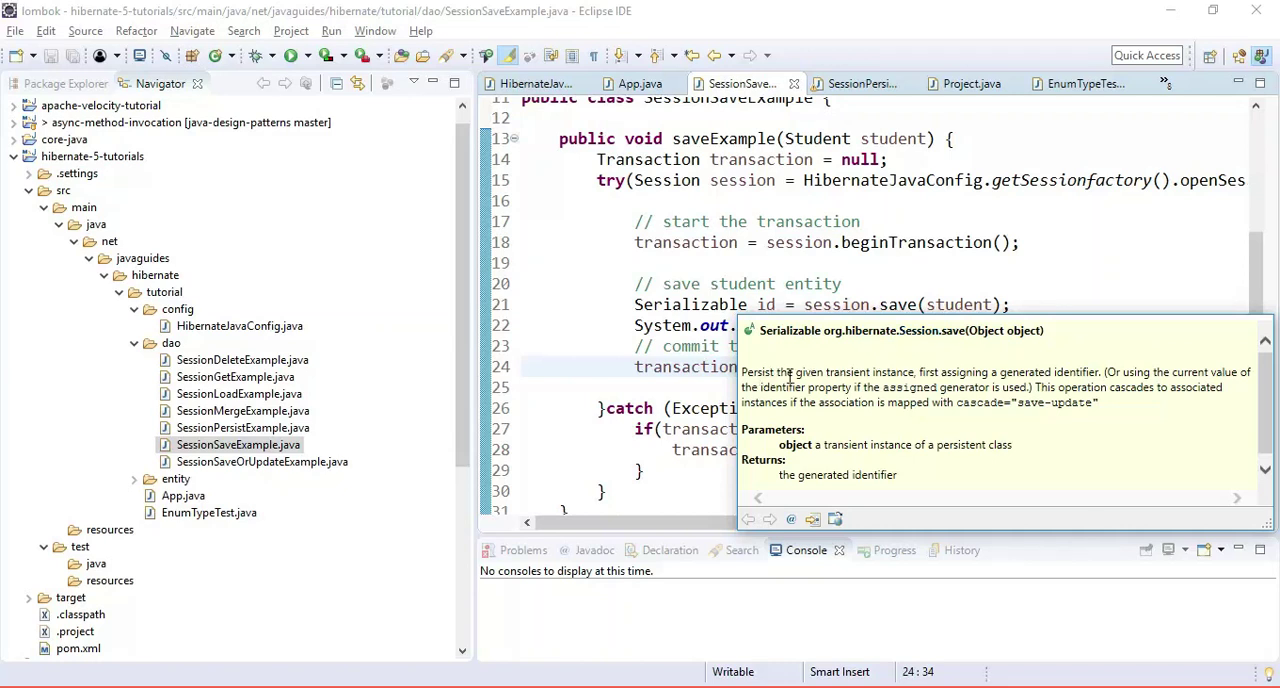 lombok - hibernate-5-tutorials/src/main/java/net/javaguides/hibernate/tutorial/dao/SessionSaveExample.java - Eclipse IDE
File Edit Source Refactor Navigate Search Project Run Window Help
Quick Access
Package Explorer Navigator
apache-velocity-tutorial
> async-method-invocation [java-design-patterns master]
core-java
hibernate-5-tutorials
.settings
src
main
java
net
javaguides
hibernate
tutorial
config
HibernateJavaConfig.java
dao
SessionDeleteExample.java
SessionGetExample.java
SessionLoadExample.java
SessionMergeExample.java
SessionPersistExample.java
SessionSaveExample.java
SessionSaveOrUpdateExample.java
entity
App.java
EnumTypeTest.java
resources
test
java
resources
target
.classpath
.project
pom.xml
HibernateJav... App.java SessionSave... SessionPersi... Project.java EnumTypeTes... »8
11 public class SessionSaveExample {
12
13 public void saveExample(Student student) {
14 Transaction transaction = null;
15 try(Session session = HibernateJavaConfig.getSessionfactory().openSes
16
17 // start the transaction
18 transaction = session.beginTransaction();
19
20 // save student entity
21 Serializable id = session.save(student);
22 System.out.
23 // commit t
24 transaction
25
26 }catch (Excepti
27 if(transac
28 transac
29 }
30 }
31 }
Serializable org.hibernate.Session.save(Object object)
Persist the given transient instance, first assigning a generated identifier. (Or using the current value of
the identifier property if the assigned generator is used.) This operation cascades to associated
instances if the association is mapped with cascade="save-update"
Parameters:
object a transient instance of a persistent class
Returns:
the generated identifier
Problems Javadoc Declaration Search Console Progress History
No consoles to display at this time.
Writable Smart Insert 24 : 34